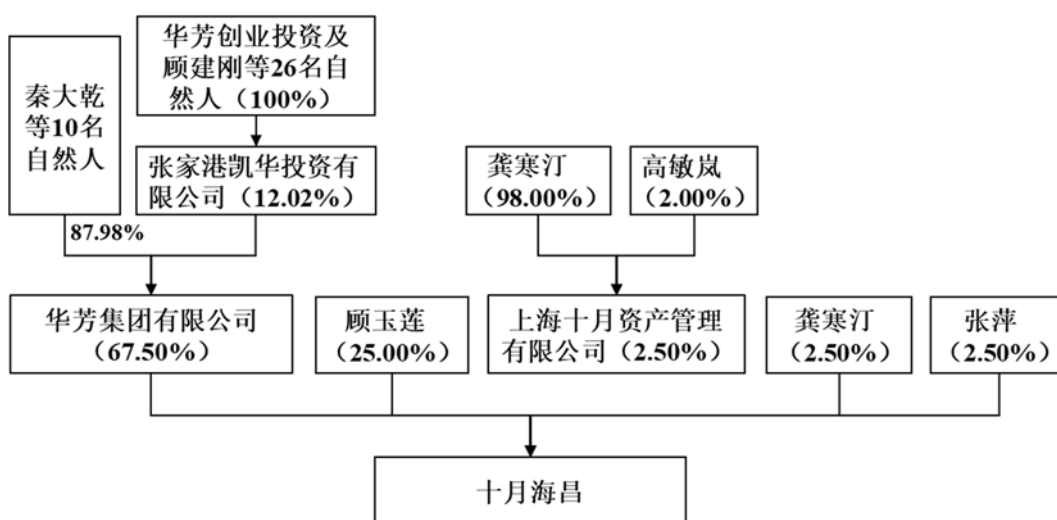 华芳创业投资及
顾建刚等26名自
然人（100%）
秦大乾
等10名
自然人
张家港凯华投资有
限公司（12.02%）
龚寒汀
（98.00%）
高敏岚
（2.00%）
87.98%
华芳集团有限公司
（67.50%）
顾玉莲
（25.00%）
上海十月资产管理
有限公司（2.50%）
龚寒汀
（2.50%）
张萍
（2.50%）
十月海昌